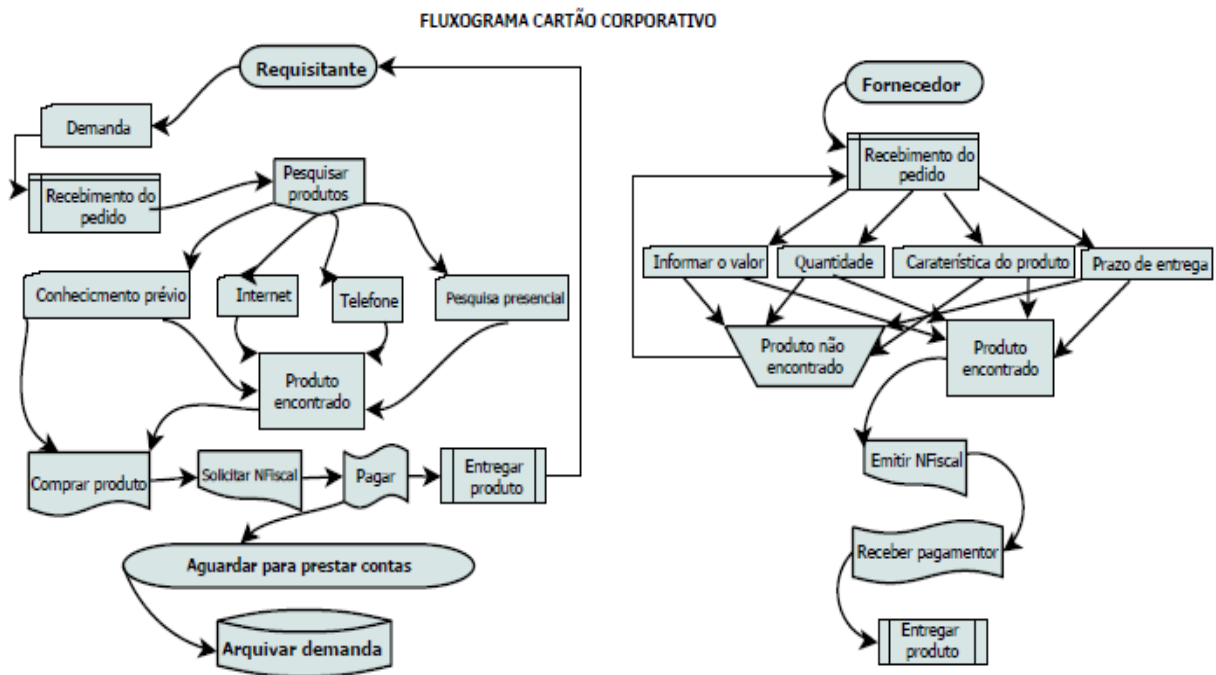 FLUXOGRAMA CARTÃO CORPORATIVO
Requisitante
Demanda
Recebimento do
pedido
Pesquisar
produtos
Conhecicmento prévio
Internet
Telefone
Pesquisa presencial
Produto
encontrado
Comprar produto
Solicitar NFiscal
Pagar
Entregar
produto
Aguardar para prestar contas
Arquivar demanda
Fornecedor
Recebimento do
pedido
Informar o valor
Quantidade
Caraterística do produto
Prazo de entrega
Produto não
encontrado
Produto
encontrado
Emitir NFiscal
Receber pagamentor
Entregar
produto